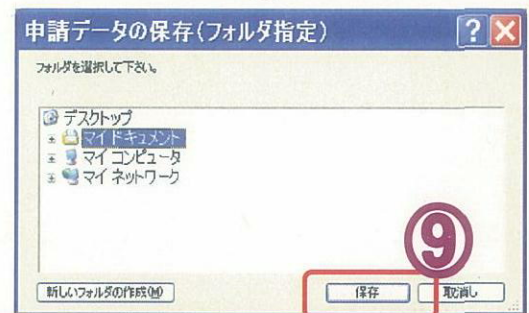 申請データの保存(フォルダ指定)
フォルダを選択して下さい。
デスクトップ
マイ ドキュメント
マイ コンピュータ
マイ ネットワーク
⑨
新しいフォルダの作成(M) 保存 取消し